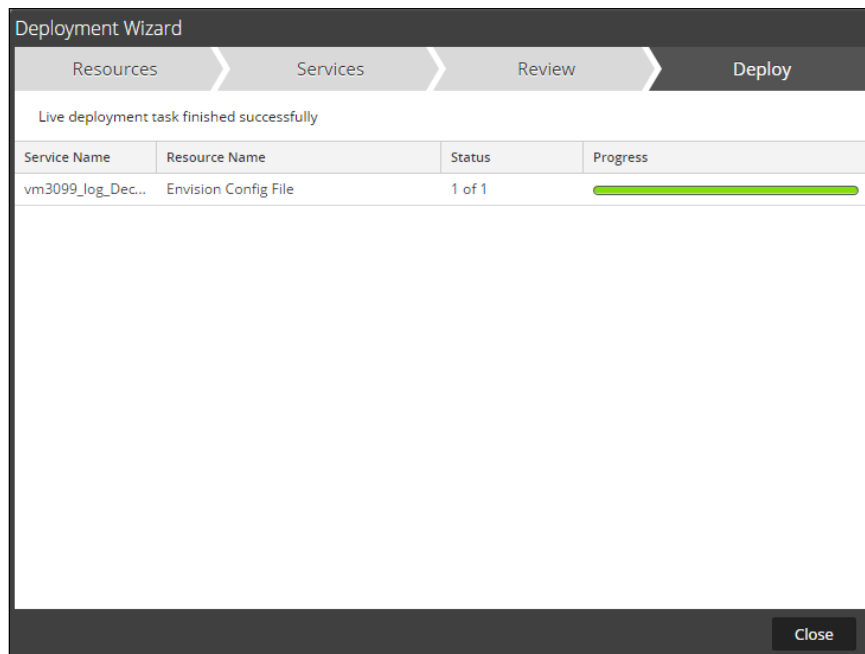 Deployment Wizard
Resources Services Review Deploy
Live deployment task finished successfully
Service Name Resource Name Status Progress
vm3099_log_Dec... Envision Config File 1 of 1
Close